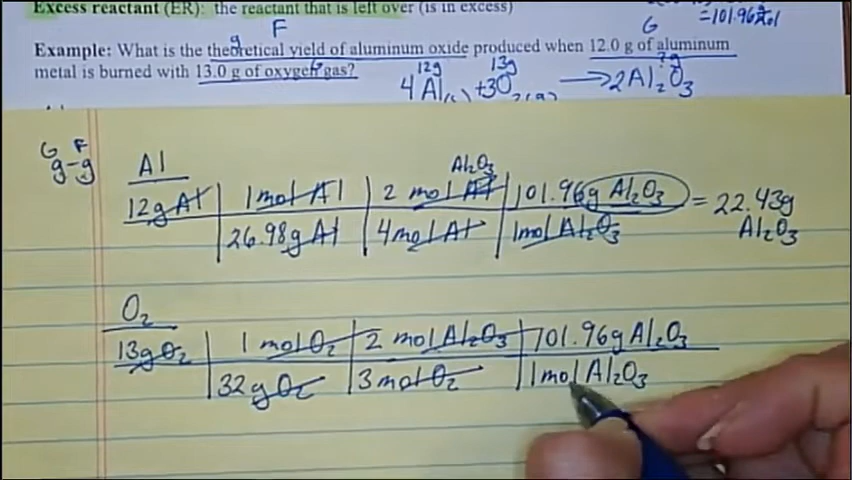 Excess reactant (ER): the reactant that is left over (is in excess)
=101.96g/mol
F
G
g
Example: What is the theoretical yield of aluminum oxide produced when 12.0 g of aluminum
metal is burned with 13.0 g of oxygen gas?
12g 13g ?g
4Al(s) + 3O2(g) → 2Al2O3
G F
g-g
Al
Al2O3
12g Al | 1 mol Al | 2 mol Al | 101.96g Al2O3 = 22.43g
26.98g Al | 4 mol Al | 1 mol Al2O3 Al2O3
O2
13g O2 | 1 mol O2 | 2 mol Al2O3 | 101.96g Al2O3
32g O2 | 3 mol O2 | 1 mol Al2O3